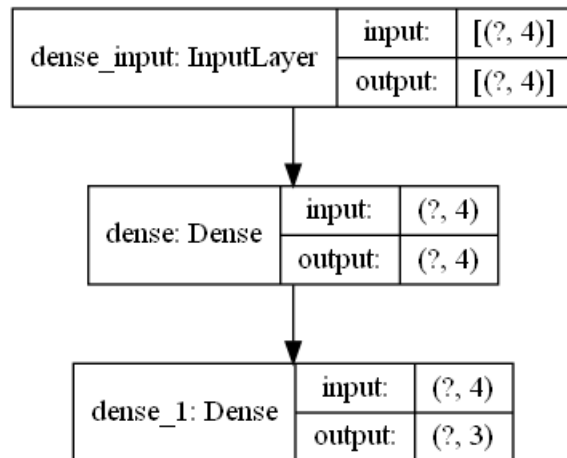 dense_input: InputLayer
input: [(?, 4)]
output: [(?, 4)]
dense: Dense
input: (?, 4)
output: (?, 4)
dense_1: Dense
input: (?, 4)
output: (?, 3)